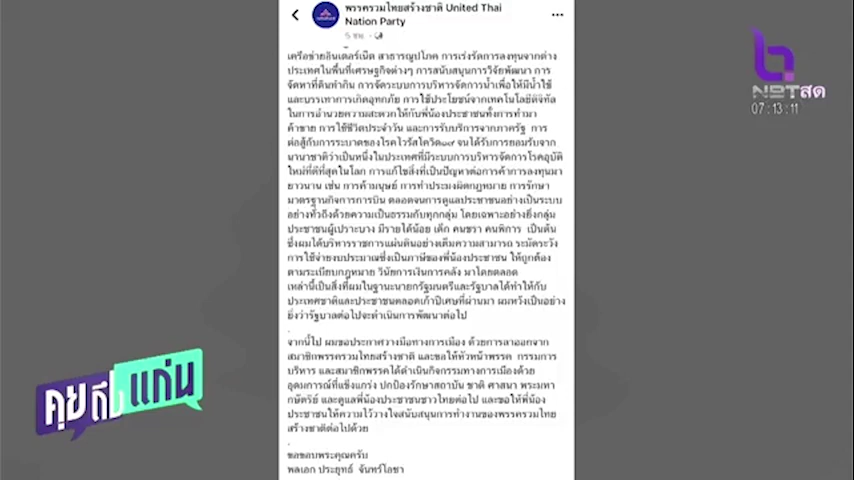 พรรครวมไทยสร้างชาติ United Thai
Nation Party
5 ชม.
เครือข่ายอินเตอร์เน็ต สาธารณูปโภค การเร่งรัดการลงทุนจากต่าง
ประเทศในพื้นที่เศรษฐกิจต่างๆ การสนับสนุนการวิจัยพัฒนา การ
จัดหาที่ดินทำกิน การจัดระบบการบริหารจัดการน้ำเพื่อให้มีน้ำใช้
และบรรเทาการเกิดอุทกภัย การใช้ประโยชน์จากเทคโนโลยีดิจิทัล
ในการอำนวยความสะดวกให้กับพี่น้องประชาชนทั้งการทำมา
ค้าขาย การใช้ชีวิตประจำวัน และการรับบริการจากภาครัฐ การ
ต่อสู้กับการระบาดของโรคไวรัสโควิด๑๙ จนได้รับการยอมรับจาก
นานาชาติว่าเป็นหนึ่งในประเทศที่มีระบบการบริหารจัดการโรคอุบัติ
ใหม่ที่ดีที่สุดในโลก การแก้ไขสิ่งที่เป็นปัญหาต่อการค้าการลงทุนมา
ยาวนาน เช่น การค้ามนุษย์ การทำประมงผิดกฎหมาย การรักษา
มาตรฐานกิจการการบิน ตลอดจนการดูแลประชาชนอย่างเป็นระบบ
อย่างทั่วถึงด้วยความเป็นธรรมกับทุกกลุ่ม โดยเฉพาะอย่างยิ่งกลุ่ม
ประชาชนผู้เปราะบาง มีรายได้น้อย เด็ก คนชรา คนพิการ เป็นต้น
ซึ่งผมได้บริหารราชการแผ่นดินอย่างเต็มความสามารถ ระมัดระวัง
การใช้จ่ายงบประมาณซึ่งเป็นภาษีของพี่น้องประชาชน ให้ถูกต้อง
ตามระเบียบกฎหมาย วินัยการเงินการคลัง มาโดยตลอด
เหล่านี้เป็นสิ่งที่ผมในฐานะนายกรัฐมนตรีและรัฐบาลได้ทำให้กับ
ประเทศชาติและประชาชนตลอดเก้าปีเศษที่ผ่านมา ผมหวังเป็นอย่าง
ยิ่งว่ารัฐบาลต่อไปจะดำเนินการพัฒนาต่อไป
.
จากนี้ไป ผมขอประกาศวางมือทางการเมือง ด้วยการลาออกจาก
สมาชิกพรรครวมไทยสร้างชาติ และขอให้หัวหน้าพรรค กรรมการ
บริหาร และสมาชิกพรรคได้ดำเนินกิจกรรมทางการเมืองด้วย
อุดมการณ์ที่แข็งแกร่ง ปกป้องรักษาสถาบัน ชาติ ศาสนา พระมหา
กษัตริย์ และดูแลพี่น้องประชาชนชาวไทยต่อไป และขอให้พี่น้อง
ประชาชนให้ความไว้วางใจสนับสนุนการทำงานของพรรครวมไทย
สร้างชาติต่อไปด้วย
.
ขอขอบพระคุณครับ
พลเอก ประยุทธ์ จันทร์โอชา
NBT สด
07:13:11
คุยถึงแก่น